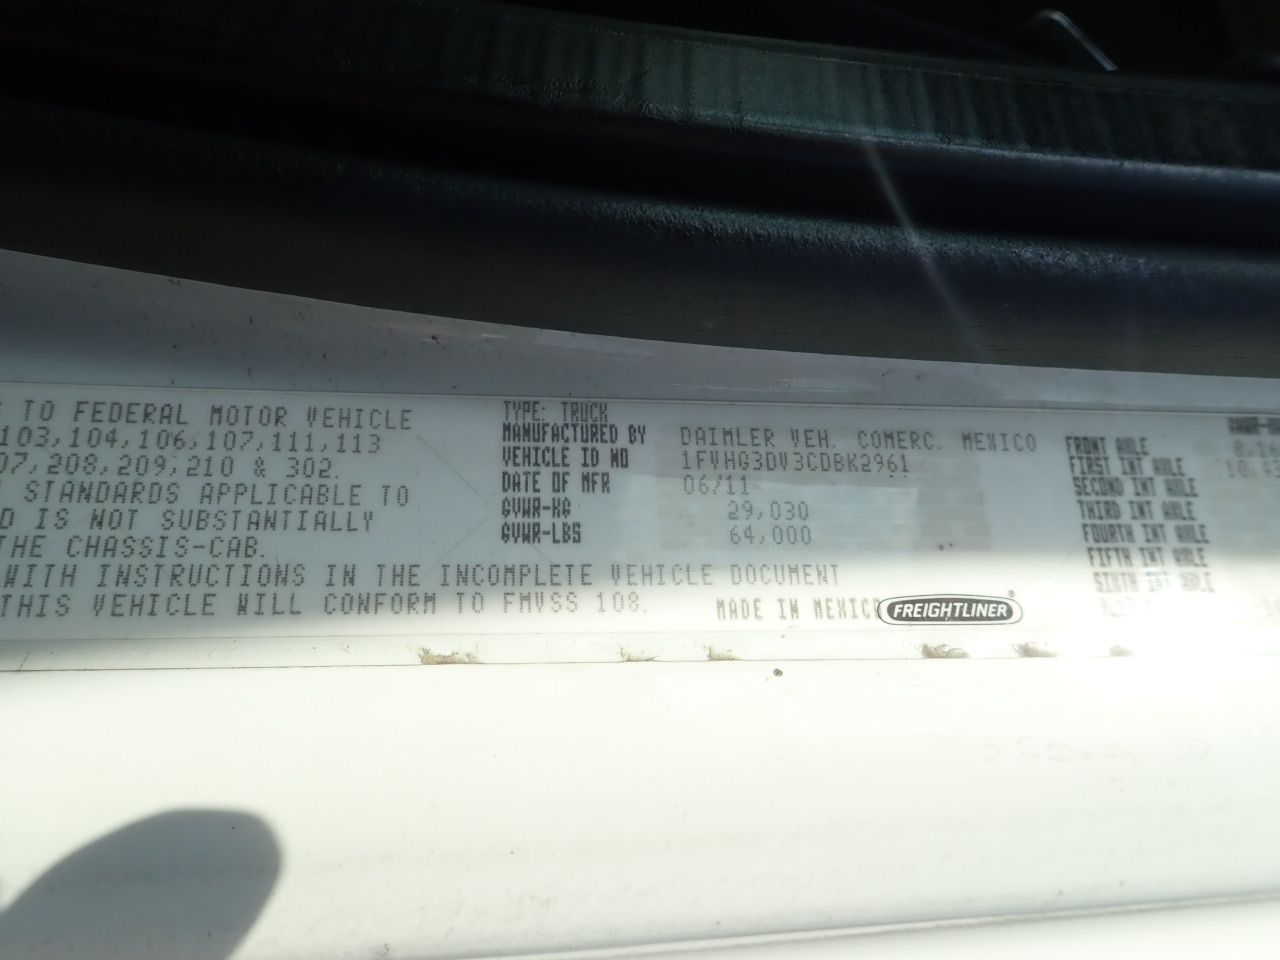 TO FEDERAL MOTOR VEHICLE
103,104,106,107,111,113
07,208,209,210 & 302.
STANDARDS APPLICABLE TO
D IS NOT SUBSTANTIALLY
THE CHASSIS-CAB.
WITH INSTRUCTIONS IN THE INCOMPLETE VEHICLE DOCUMENT
THIS VEHICLE WILL CONFORM TO FMVSS 108.
TYPE: TRUCK
MANUFACTURED BY DAIMLER VEH. COMERC. MEXICO
VEHICLE ID NO 1FVHG3DV3CDBK2961
DATE OF MFR 06/11
GVWR-KG 29,030
GVWR-LBS 64,000
MADE IN MEXICO
FREIGHTLINER®
FRONT AXLE
FIRST INT AXLE
SECOND INT AXLE
THIRD INT AXLE
FOURTH INT AXLE
FIFTH INT AXLE
SIXTH INT AXLE